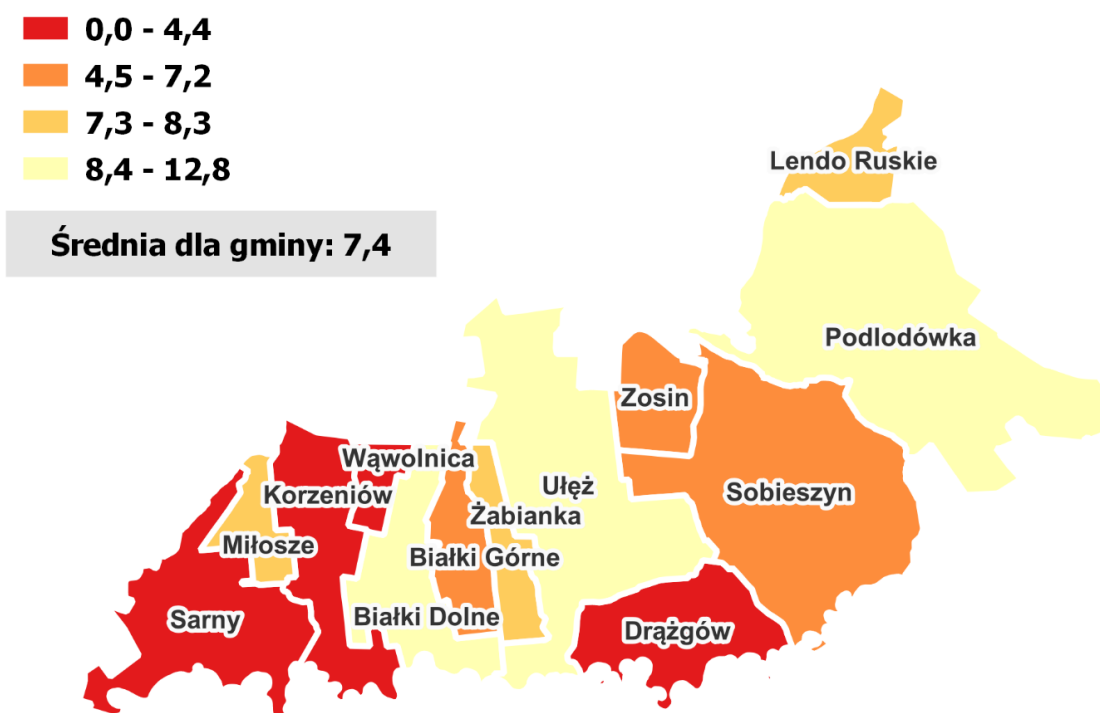 0,0 - 4,4
4,5 - 7,2
7,3 - 8,3
8,4 - 12,8
Średnia dla gminy: 7,4
Lendo Ruskie
Podlodówka
Zosin
Wąwolnica
Korzeniów
Ułęż
Sobieszyn
Żabianka
Miłosze
Białki Górne
Białki Dolne
Sarny
Drążgów